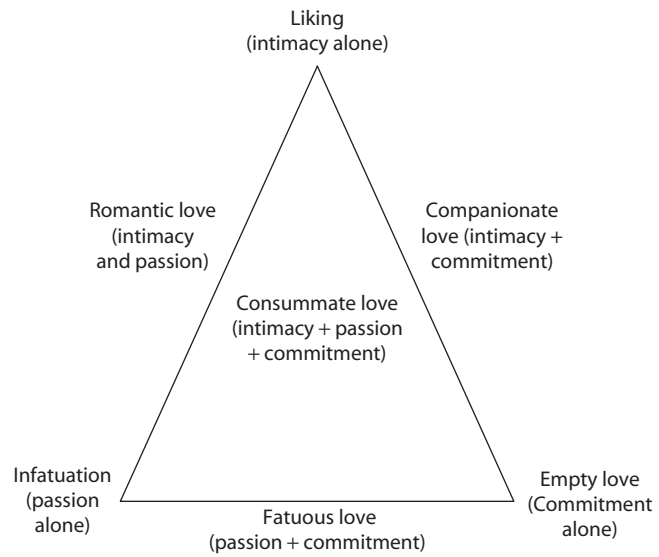 Liking
(intimacy alone)
Romantic love
(intimacy
and passion)
Companionate
love (intimacy +
commitment)
Consummate love
(intimacy + passion
+ commitment)
Infatuation
(passion
alone)
Fatuous love
(passion + commitment)
Empty love
(Commitment
alone)